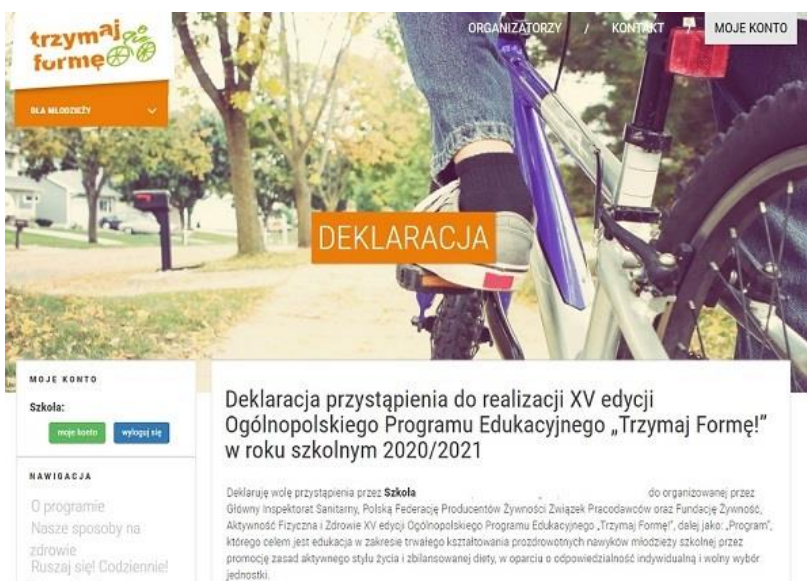 trzymaj
formę
ORGANIZATORZY / KONTAKT / MOJE KONTO
DLA MŁODZIEŻY
DEKLARACJA
MOJE KONTO
Szkoła:
moje konto wyloguj się
NAWIGACJA
O programie
Nasze sposoby na
zdrowie
Ruszaj się! Codziennie!
Deklaracja przystąpienia do realizacji XV edycji
Ogólnopolskiego Programu Edukacyjnego „Trzymaj Formę!”
w roku szkolnym 2020/2021
Deklaruję wolę przystąpienia przez Szkoła do organizowanej przez
Główny Inspektorat Sanitarny, Polską Federację Producentów Żywności Związek Pracodawców oraz Fundację Żywność,
Aktywność Fizyczna i Zdrowie XV edycji Ogólnopolskiego Programu Edukacyjnego „Trzymaj Formę!”, dalej jako: „Program”,
którego celem jest edukacja w zakresie trwałego kształtowania prozdrowotnych nawyków młodzieży szkolnej przez
promocję zasad aktywnego stylu życia i zbilansowanej diety, w oparciu o odpowiedzialność indywidualną i wolny wybór
jednostki.